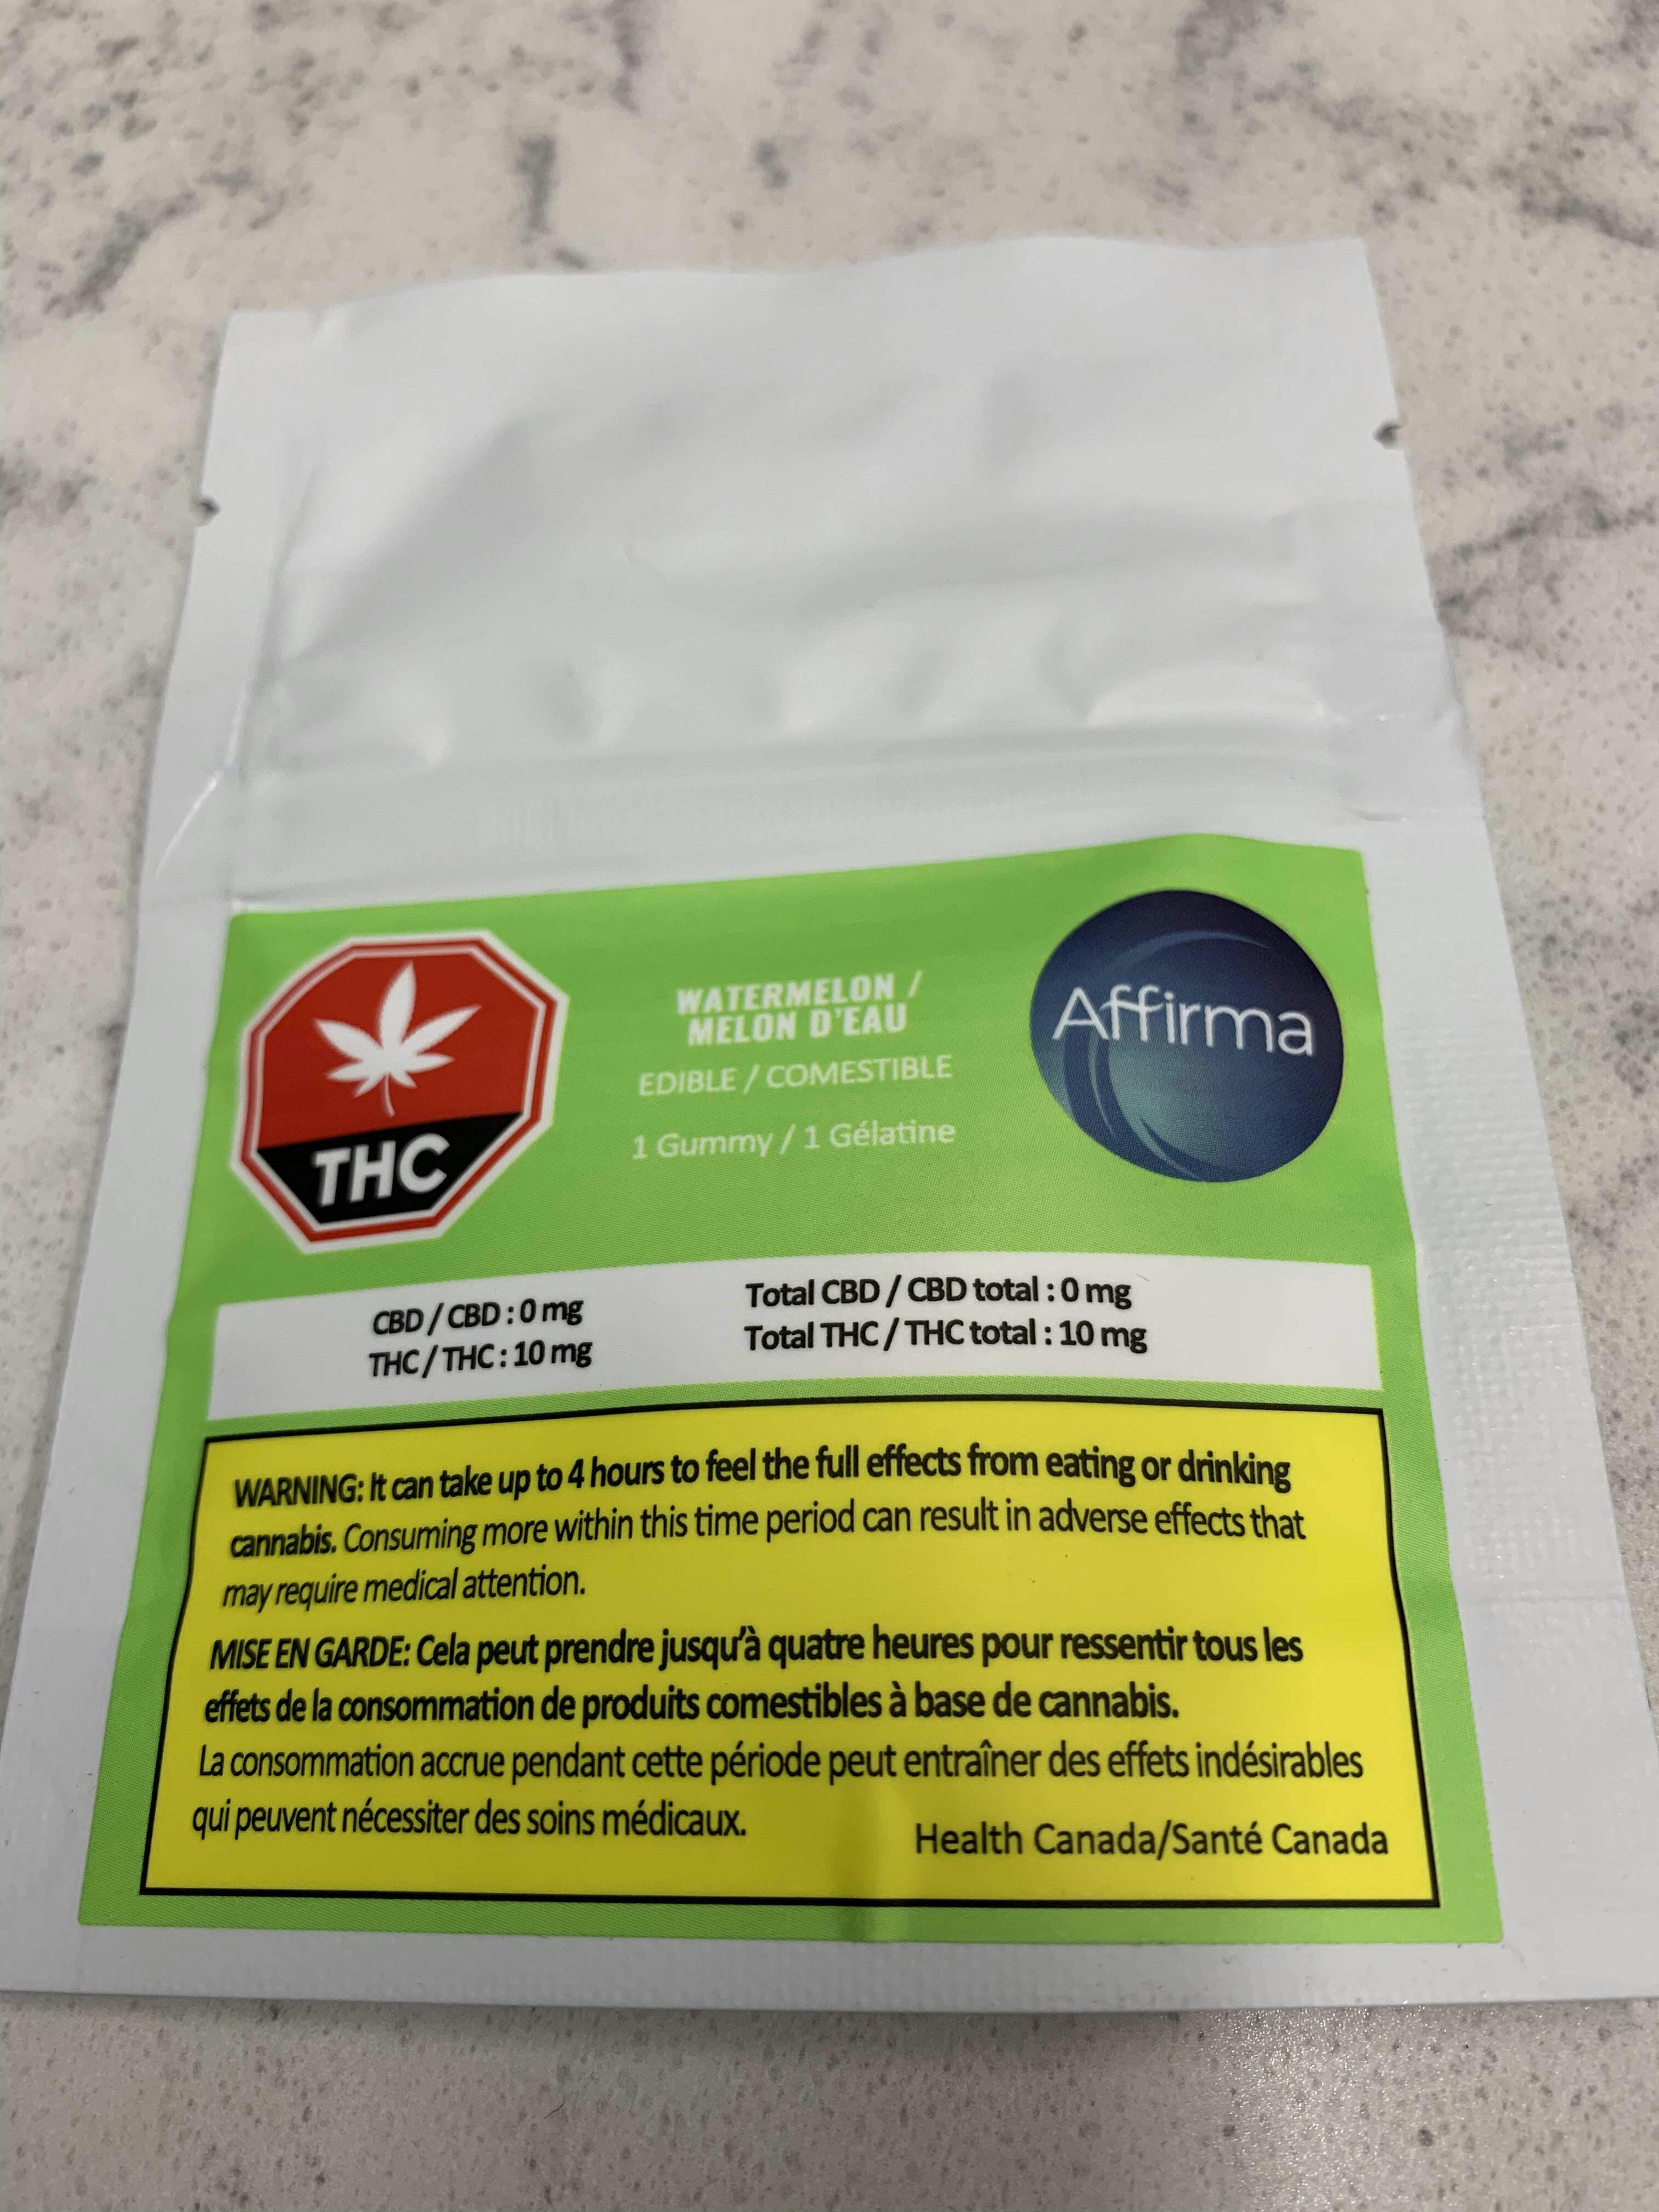 THC
WATERMELON /
MELON D'EAU
EDIBLE / COMESTIBLE
1 Gummy / 1 Gélatine
Affirma
CBD / CBD : 0 mg
THC / THC : 10 mg
Total CBD / CBD total : 0 mg
Total THC / THC total : 10 mg
WARNING: It can take up to 4 hours to feel the full effects from eating or drinking
cannabis. Consuming more within this time period can result in adverse effects that
may require medical attention.
MISE EN GARDE: Cela peut prendre jusqu'à quatre heures pour ressentir tous les
effets de la consommation de produits comestibles à base de cannabis.
La consommation accrue pendant cette période peut entraîner des effets indésirables
qui peuvent nécessiter des soins médicaux.
Health Canada/Santé Canada